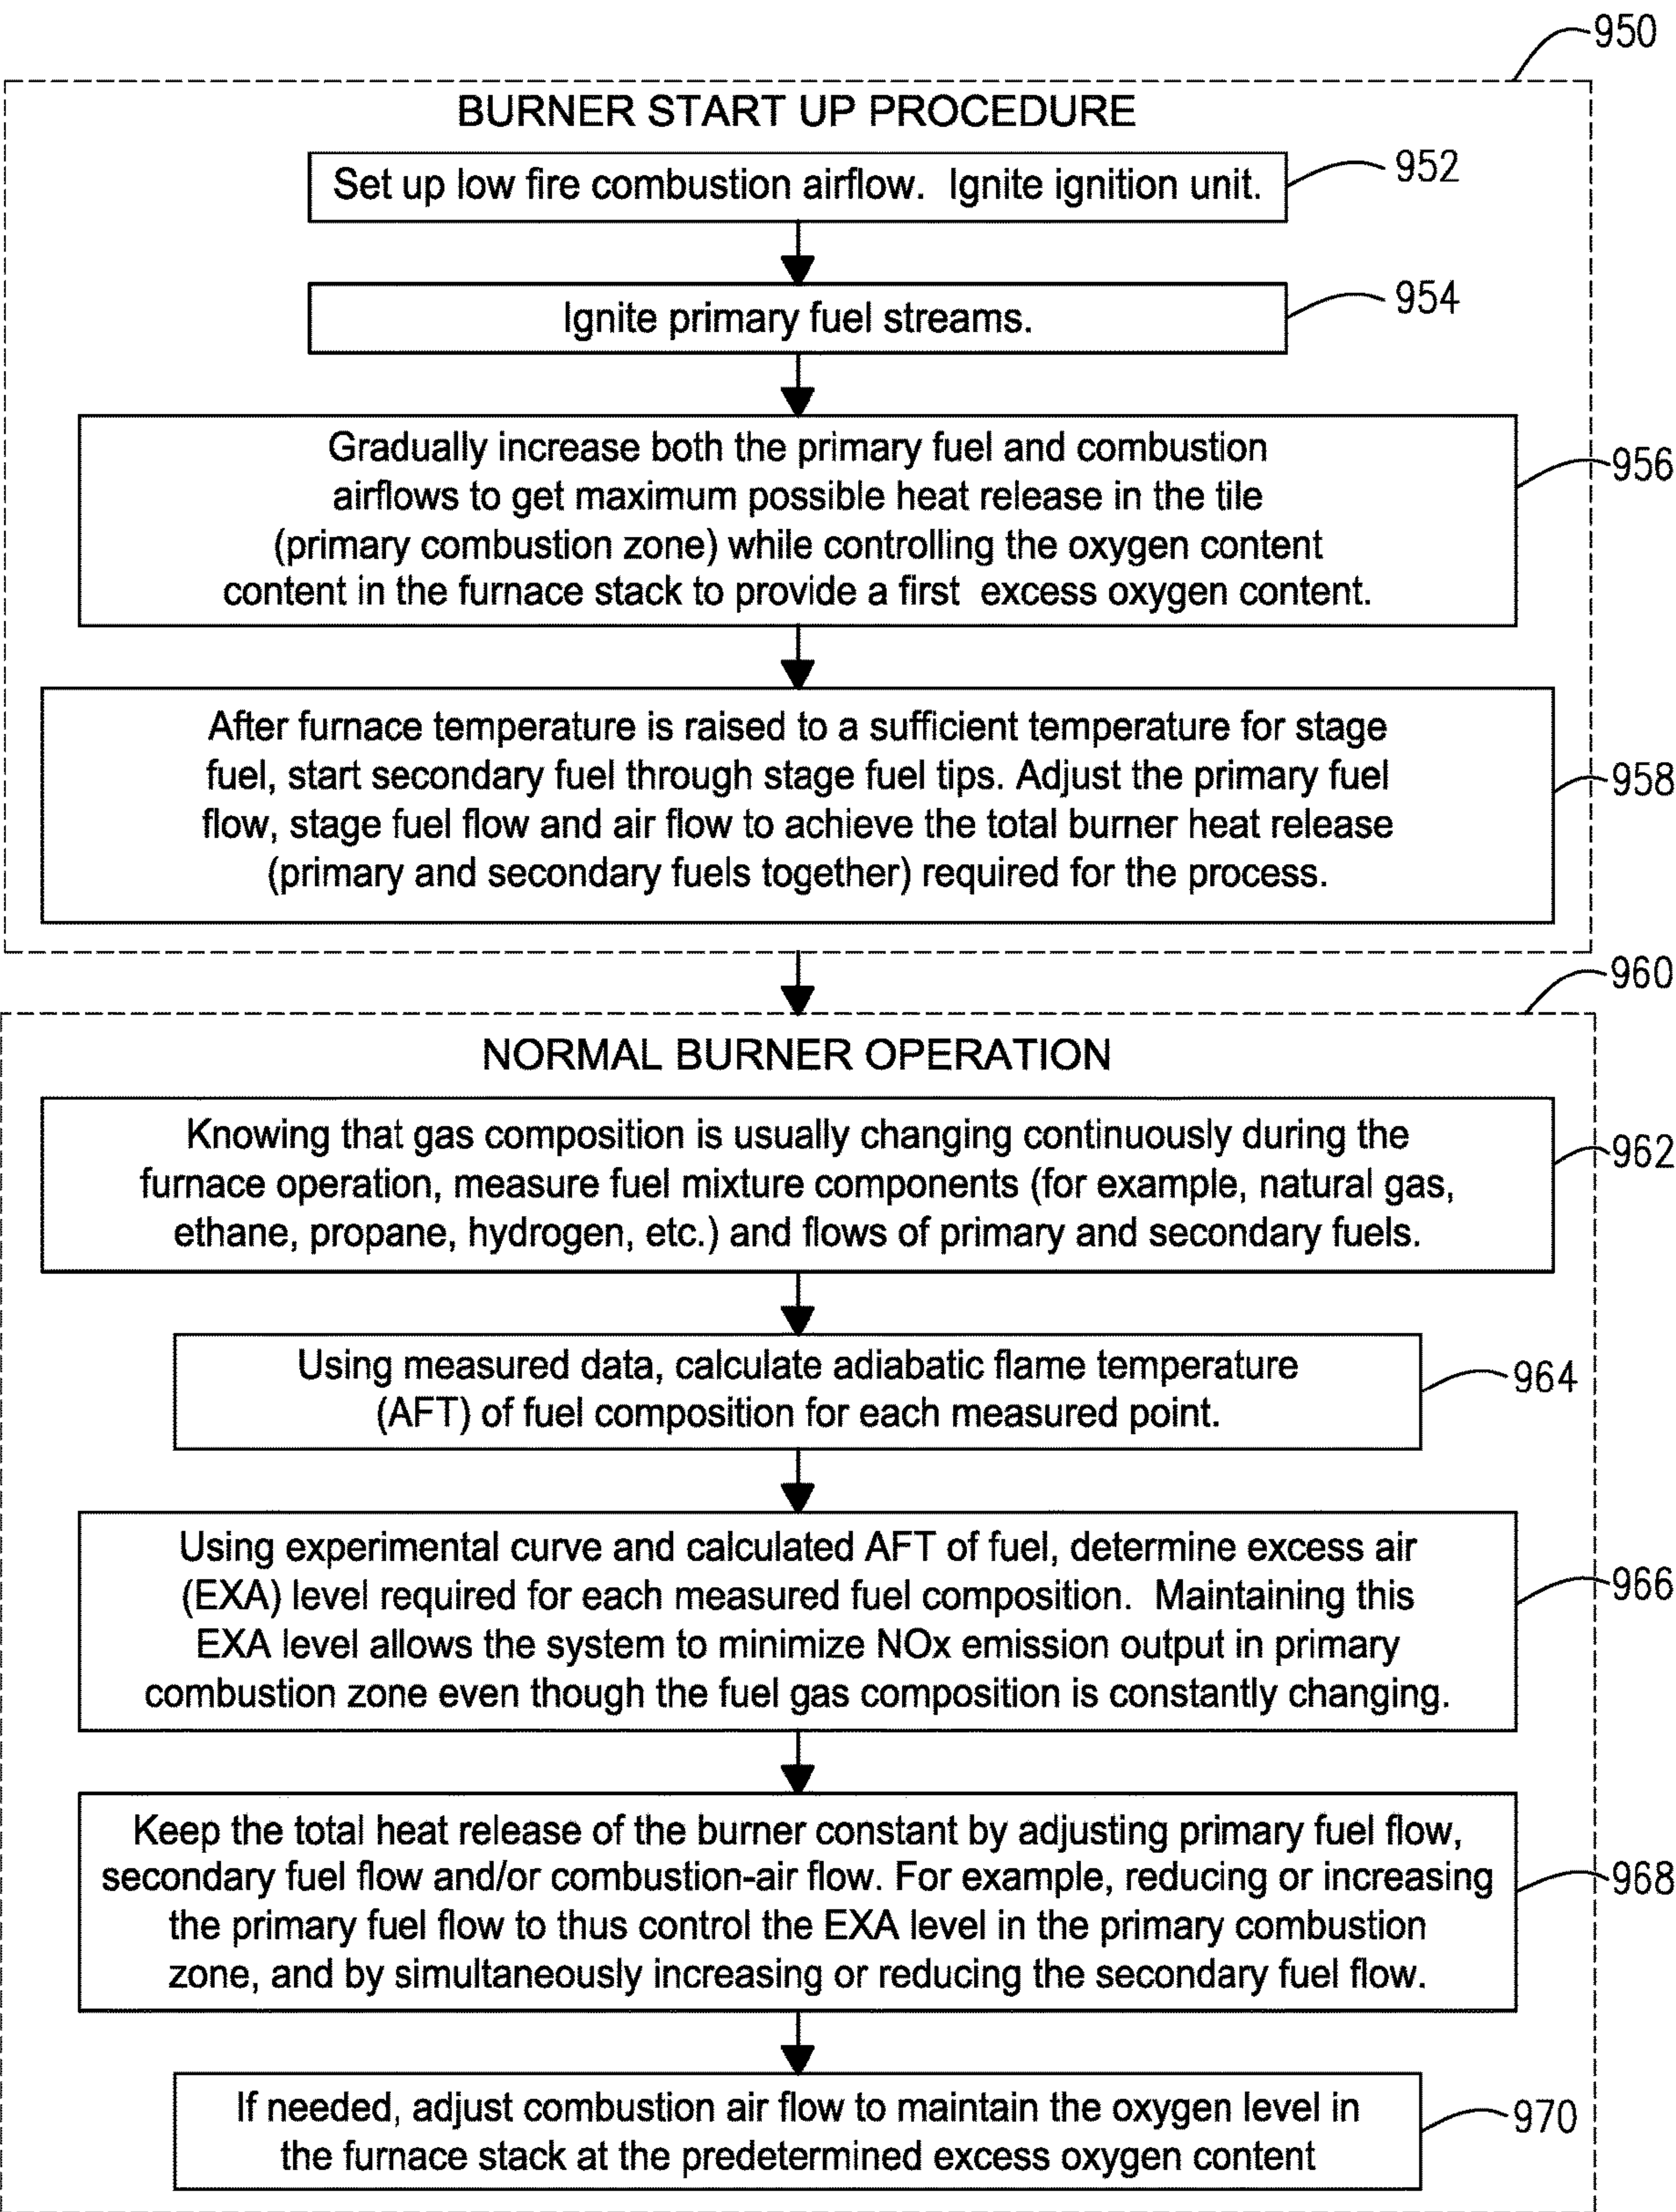 950
BURNER START UP PROCEDURE
Set up low fire combustion airflow. Ignite ignition unit.
952
Ignite primary fuel streams.
954
Gradually increase both the primary fuel and combustion
airflows to get maximum possible heat release in the tile
(primary combustion zone) while controlling the oxygen content
content in the furnace stack to provide a first excess oxygen content.
956
After furnace temperature is raised to a sufficient temperature for stage
fuel, start secondary fuel through stage fuel tips. Adjust the primary fuel
flow, stage fuel flow and air flow to achieve the total burner heat release
(primary and secondary fuels together) required for the process.
958
960
NORMAL BURNER OPERATION
Knowing that gas composition is usually changing continuously during the
furnace operation, measure fuel mixture components (for example, natural gas,
ethane, propane, hydrogen, etc.) and flows of primary and secondary fuels.
962
Using measured data, calculate adiabatic flame temperature
(AFT) of fuel composition for each measured point.
964
Using experimental curve and calculated AFT of fuel, determine excess air
(EXA) level required for each measured fuel composition. Maintaining this
EXA level allows the system to minimize NOx emission output in primary
combustion zone even though the fuel gas composition is constantly changing.
966
Keep the total heat release of the burner constant by adjusting primary fuel flow,
secondary fuel flow and/or combustion-air flow. For example, reducing or increasing
the primary fuel flow to thus control the EXA level in the primary combustion
zone, and by simultaneously increasing or reducing the secondary fuel flow.
968
If needed, adjust combustion air flow to maintain the oxygen level in
the furnace stack at the predetermined excess oxygen content
970